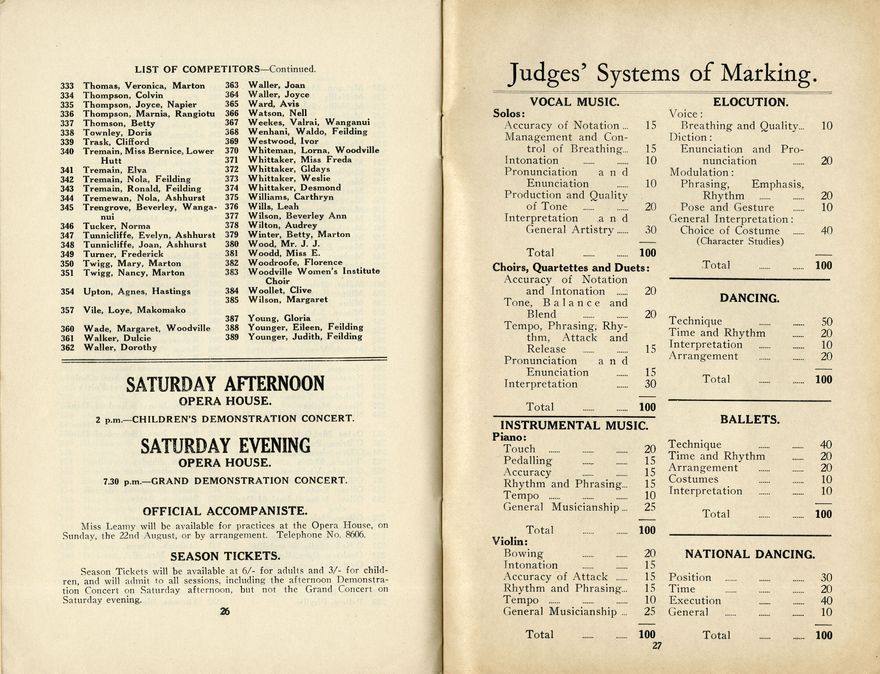 LIST OF COMPETITORS—Continued.
333 Thomas, Veronica, Marton
334 Thompson, Colvin
335 Thompson, Joyce, Napier
336 Thompson, Marnia, Rangiotu
337 Thomson, Betty
338 Townley, Doris
339 Trask, Clifford
340 Tremain, Miss Bernice, Lower
Hutt
341 Tremain, Elva
342 Tremain, Nola, Feilding
343 Tremain, Ronald, Feilding
344 Tremewan, Nola, Ashhurst
345 Trengrove, Beverley, Wanga-
nui
346 Tucker, Norma
347 Tunnicliffe, Evelyn, Ashhurst
348 Tunnicliffe, Joan, Ashhurst
349 Turner, Frederick
350 Twigg, Mary, Marton
351 Twigg, Nancy, Marton
354 Upton, Agnes, Hastings
357 Vile, Loye, Makomako
360 Wade, Margaret, Woodville
361 Walker, Dulcie
362 Waller, Dorothy
363 Waller, Joan
364 Waller, Joyce
365 Ward, Avis
366 Watson, Nell
367 Weekes, Valrai, Wanganui
368 Wenhani, Waldo, Feilding
369 Westwood, Ivor
370 Whiteman, Lorna, Woodville
371 Whittaker, Miss Freda
372 Whittaker, Gldays
373 Whittaker, Weslie
374 Whittaker, Desmond
375 Williams, Carthryn
376 Wills, Leah
377 Wilson, Beverley Ann
378 Wilton, Audrey
379 Winter, Betty, Marton
380 Wood, Mr. J. J.
381 Woodd, Miss E.
382 Woodroofe, Florence
383 Woodville Women's Institute
Choir
384 Woollet, Clive
385 Wilson, Margaret
387 Young, Gloria
388 Younger, Eileen, Feilding
389 Younger, Judith, Feilding
SATURDAY AFTERNOON
OPERA HOUSE.
2 p.m.—CHILDREN'S DEMONSTRATION CONCERT.
SATURDAY EVENING
OPERA HOUSE.
7.30 p.m.—GRAND DEMONSTRATION CONCERT.
OFFICIAL ACCOMPANISTE.
Miss Leamy will be available for practices at the Opera House, on
Sunday, the 22nd August, or by arrangement. Telephone No. 8606.
SEASON TICKETS.
Season Tickets will be available at 6/- for adults and 3/- for child-
ren, and will admit to all sessions, including the afternoon Demonstra-
tion Concert on Saturday afternoon, but not the Grand Concert on
Saturday evening.
26
Judges' Systems of Marking.
VOCAL MUSIC.
Solos:
Accuracy of Notation ... 15
Management and Con-
trol of Breathing... 15
Intonation ...... ...... 10
Pronunciation and
Enunciation ...... 10
Production and Quality
of Tone ...... ...... 20
Interpretation and
General Artistry ...... 30
Total ...... ...... 100
Choirs, Quartettes and Duets:
Accuracy of Notation
and Intonation ...... 20
Tone, Balance and
Blend ...... ...... 20
Tempo, Phrasing, Rhy-
thm, Attack and
Release ...... ...... 15
Pronunciation and
Enunciation ...... 15
Interpretation ...... 30
Total ...... ...... 100
INSTRUMENTAL MUSIC.
Piano:
Touch ...... ...... ...... 20
Pedalling ...... ...... 15
Accuracy ...... ...... 15
Rhythm and Phrasing... 15
Tempo ...... ...... ...... 10
General Musicianship ... 25
Total ...... ...... 100
Violin:
Bowing ...... ...... 20
Intonation ...... ...... 15
Accuracy of Attack ...... 15
Rhythm and Phrasing... 15
Tempo ...... ...... ...... 10
General Musicianship ... 25
Total ...... ...... 100
ELOCUTION.
Voice:
Breathing and Quality... 10
Diction:
Enunciation and Pro-
nunciation ...... 20
Modulation:
Phrasing, Emphasis,
Rhythm ...... ...... 20
Pose and Gesture ...... 10
General Interpretation:
Choice of Costume ...... 40
(Character Studies)
Total ...... ...... 100
DANCING.
Technique ...... ...... 50
Time and Rhythm ...... 20
Interpretation ...... ...... 10
Arrangement ...... ...... 20
Total ...... ...... 100
BALLETS.
Technique ...... ...... 40
Time and Rhythm ...... 20
Arrangement ...... ...... 20
Costumes ...... ...... 10
Interpretation ...... ...... 10
Total ...... ...... 100
NATIONAL DANCING.
Position ...... ...... ...... 30
Time ...... ...... ...... 20
Execution ...... ...... 40
General ...... ...... ...... 10
Total ...... ...... 100
27